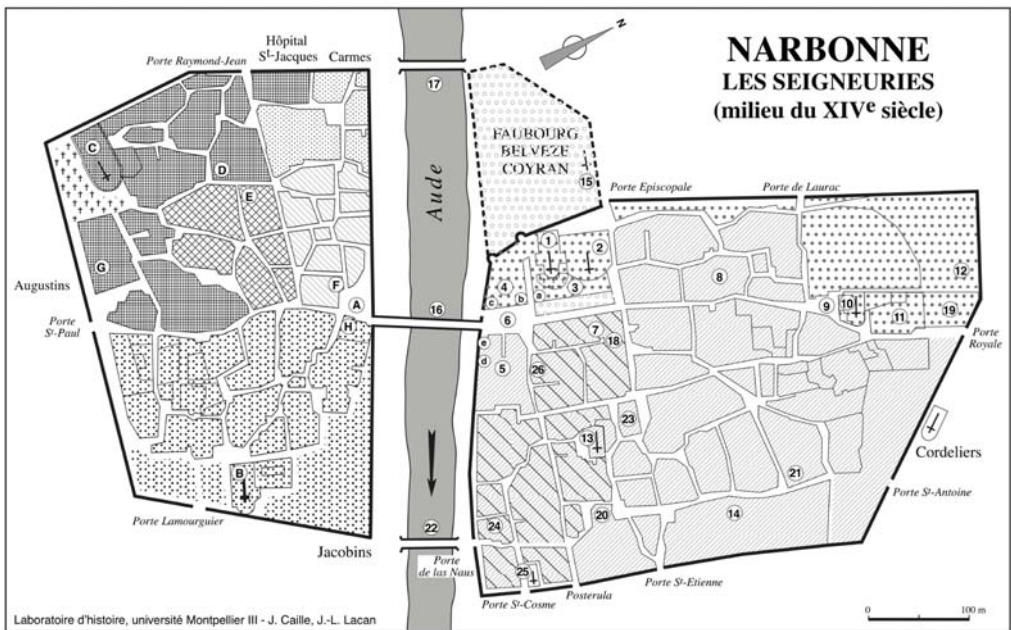 NARBONNE
LES SEIGNEURIES
(milieu du XIVe siècle)
N
Hôpital
St-Jacques
Carmes
Porte Raymond-Jean
17
FAUBOURG
BELVEZE
COYRAN
15
Porte Episcopale
Porte de Laurac
C
D
E
Aude
1
2
3
4
a
b
c
8
12
G
F
A
H
16
6
7
18
9
10
11
19
Augustins
Porte
St-Paul
Porte
Royale
e
d
5
26
23
13
Cordeliers
21
Porte St-Antoine
B
Porte Lamourguier
Jacobins
22
24
20
14
Porte
de las Naus
25
Porte St-Cosme
Posterula
Porte St-Etienne
0 100 m
Laboratoire d'histoire, université Montpellier III - J. Caille, J.-L. Lacan